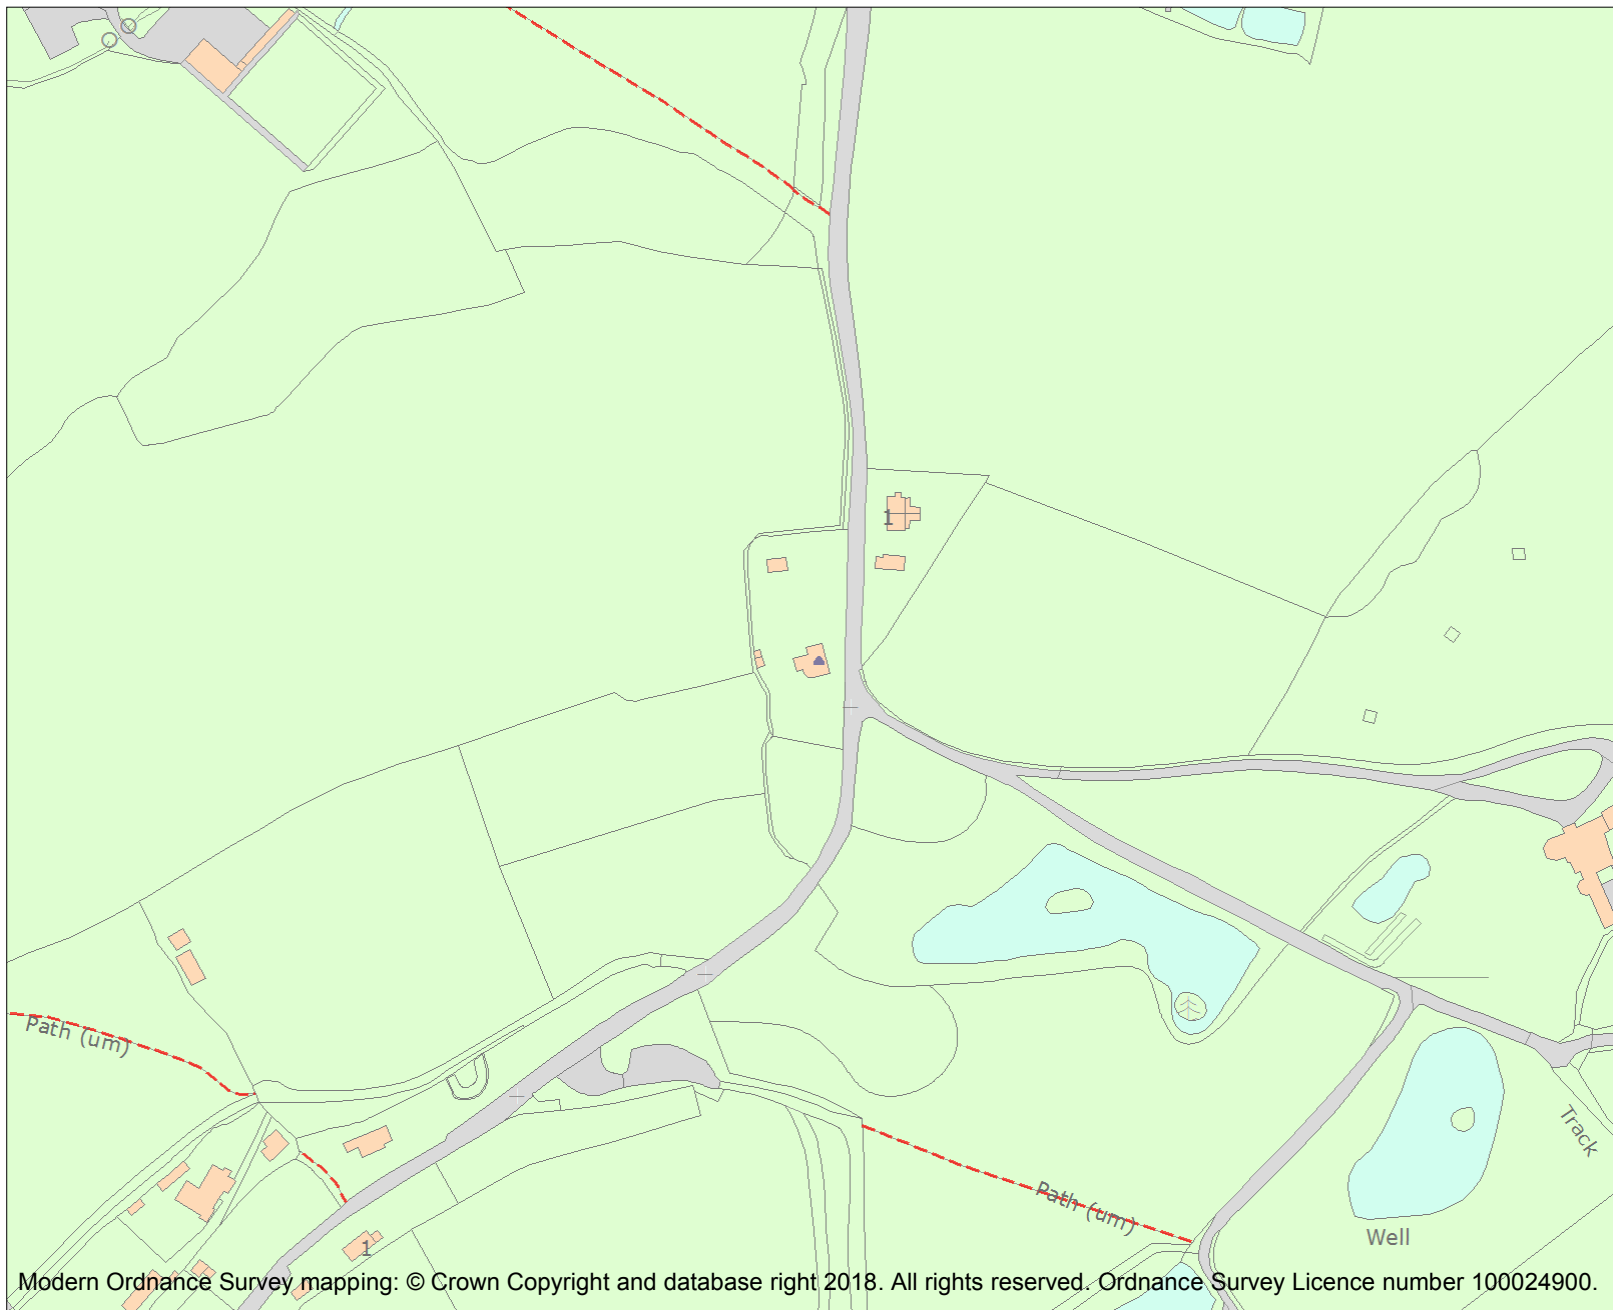 1
Path (um)
Track
Path (um)
Well
1
Modern Ordnance Survey mapping: © Crown Copyright and database right 2018. All rights reserved. Ordnance Survey Licence number 100024900.